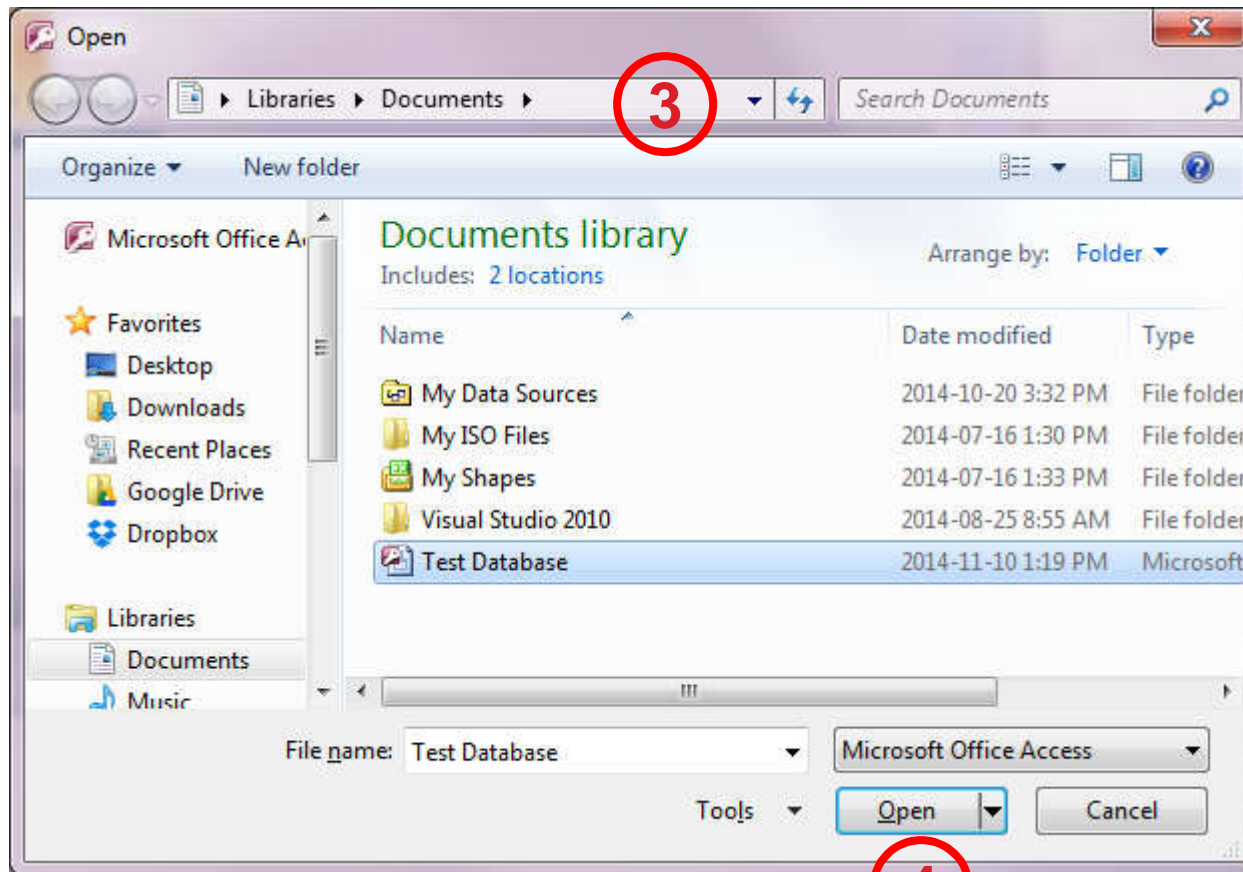 Open
Libraries Documents 3 Search Documents
Organize New folder
Microsoft Office A
Documents library
Includes: 2 locations
Arrange by: Folder
Favorites
Desktop
Downloads
Recent Places
Google Drive
Dropbox
Libraries
Documents
Music
Name Date modified Type
My Data Sources 2014-10-20 3:32 PM File folder
My ISO Files 2014-07-16 1:30 PM File folder
My Shapes 2014-07-16 1:33 PM File folder
Visual Studio 2010 2014-08-25 8:55 AM File folder
Test Database 2014-11-10 1:19 PM Microsoft
File name: Test Database Microsoft Office Access
Tools Open Cancel